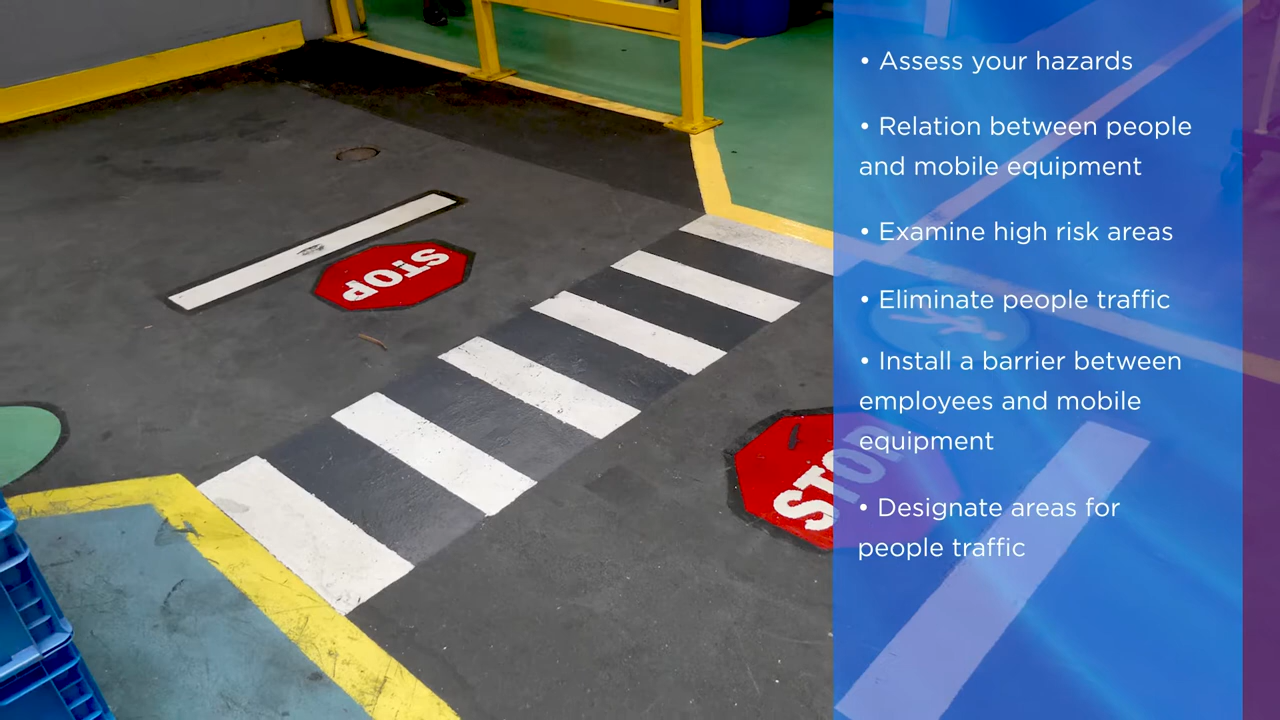 • Assess your hazards
• Relation between people
and mobile equipment
• Examine high risk areas
• Eliminate people traffic
• Install a barrier between
employees and mobile
equipment
• Designate areas for
people traffic
STOP
STOP